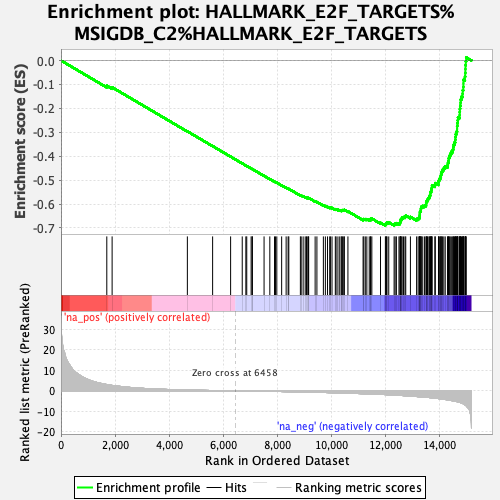 Enrichment plot: HALLMARK_E2F_TARGETS%
MSIGDB_C2%HALLMARK_E2F_TARGETS
Enrichment score (ES)
0.0
-0.1
-0.2
-0.3
-0.4
-0.5
-0.6
-0.7
Ranked list metric (PreRanked)
'na_pos' (positively correlated)
30
20
10
0
-10
-20
Zero cross at 6458
'na_neg' (negatively correlated)
0
2,000
4,000
6,000
8,000
10,000
12,000
14,000
Rank in Ordered Dataset
Enrichment profile
Hits
Ranking metric scores